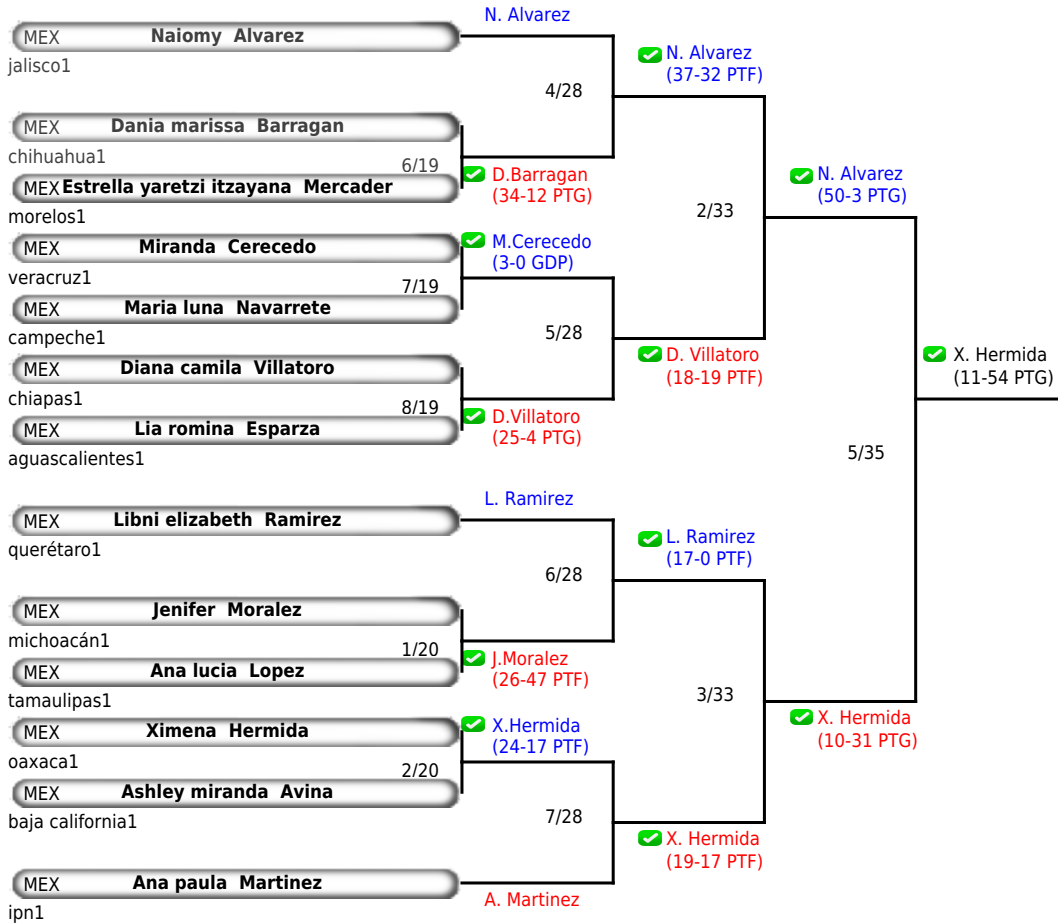 N. Alvarez
MEX Naiomy Alvarez
jalisco1
N. Alvarez
(37-32 PTF)
4/28
MEX Dania marissa Barragan
chihuahua1
6/19
D.Barragan
(34-12 PTG)
MEX Estrella yaretzi itzayana Mercader
morelos1
N. Alvarez
(50-3 PTG)
2/33
MEX Miranda Cerecedo
veracruz1
M.Cerecedo
(3-0 GDP)
7/19
MEX Maria luna Navarrete
campeche1
5/28
D. Villatoro
(18-19 PTF)
MEX Diana camila Villatoro
chiapas1
8/19
D.Villatoro
(25-4 PTG)
MEX Lia romina Esparza
aguascalientes1
X. Hermida
(11-54 PTG)
5/35
L. Ramirez
MEX Libni elizabeth Ramirez
querétaro1
L. Ramirez
(17-0 PTF)
6/28
MEX Jenifer Moralez
michoacán1
1/20
J.Moralez
(26-47 PTF)
MEX Ana lucia Lopez
tamaulipas1
3/33
X. Hermida
(10-31 PTG)
MEX Ximena Hermida
oaxaca1
X.Hermida
(24-17 PTF)
2/20
MEX Ashley miranda Avina
baja california1
7/28
X. Hermida
(19-17 PTF)
MEX Ana paula Martinez
ipn1
A. Martinez